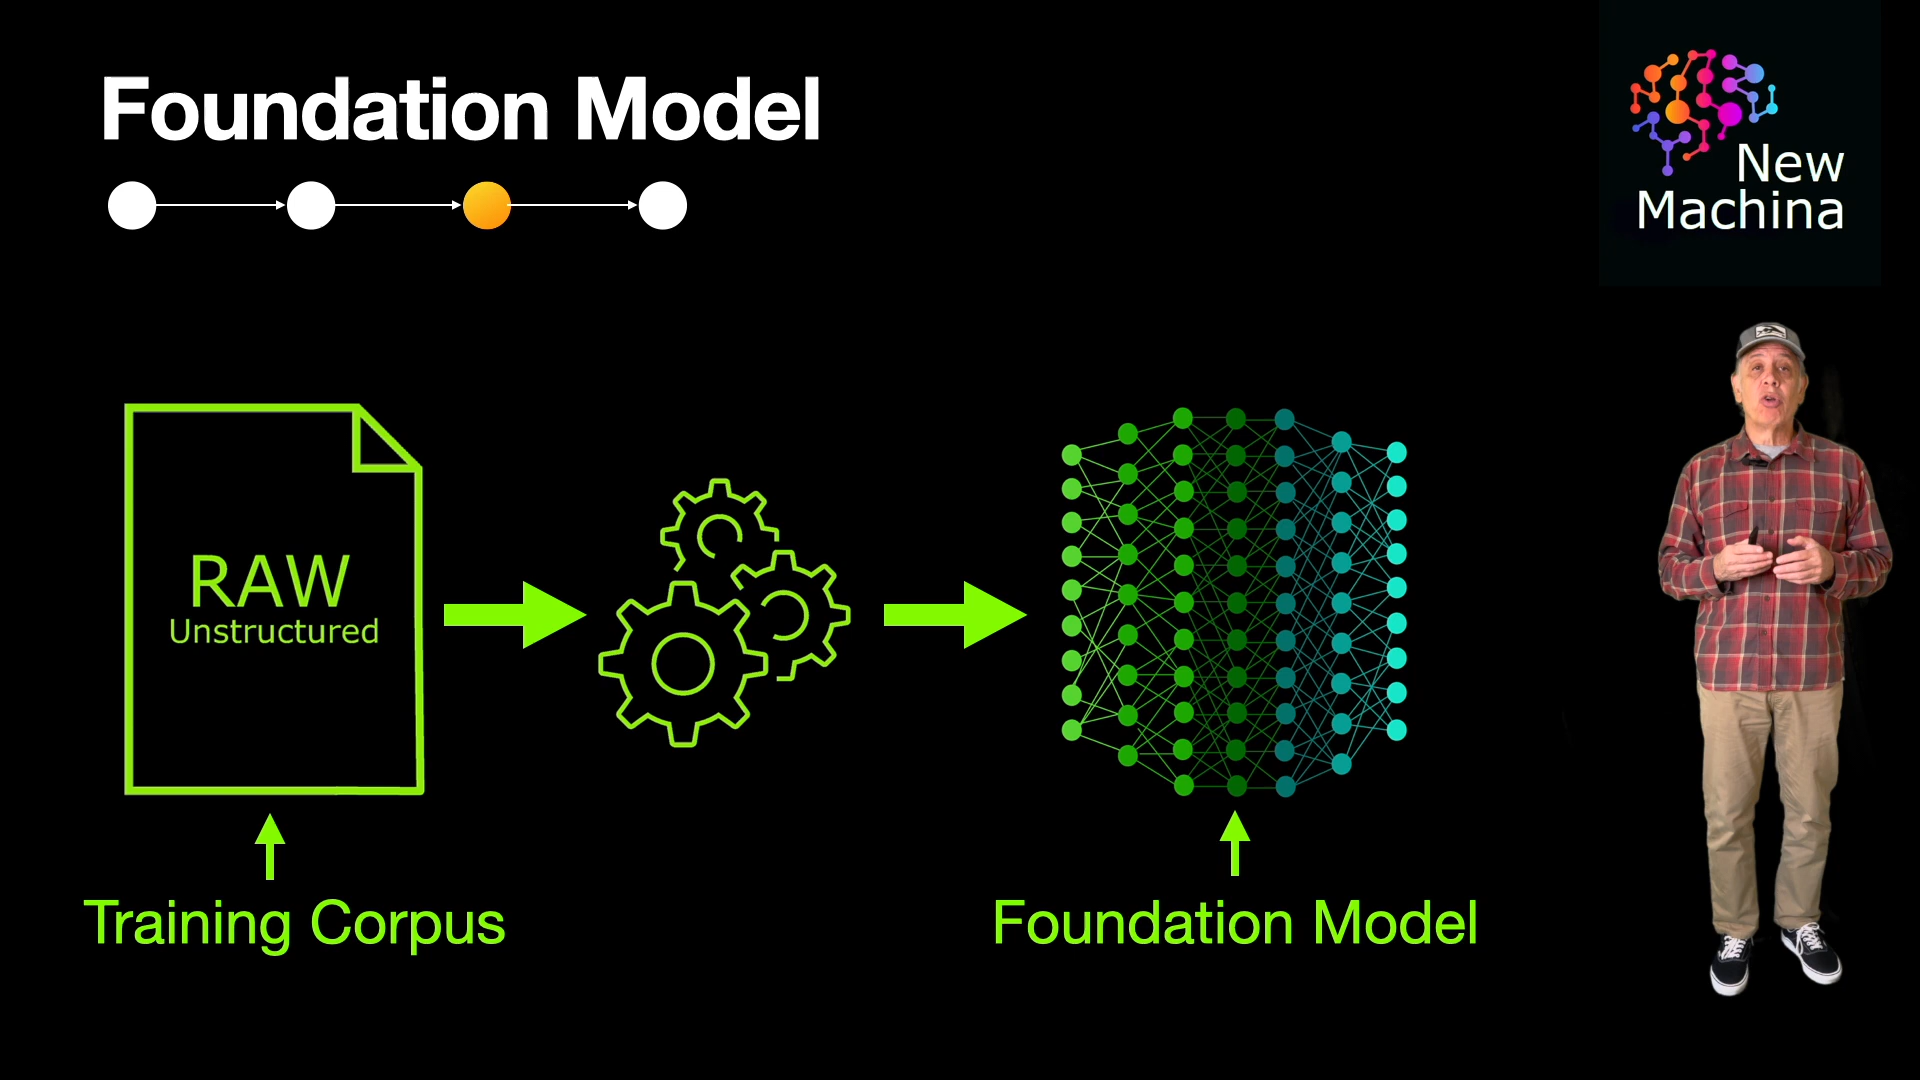 Foundation Model
New
Machina
RAW
Unstructured
Training Corpus
Foundation Model